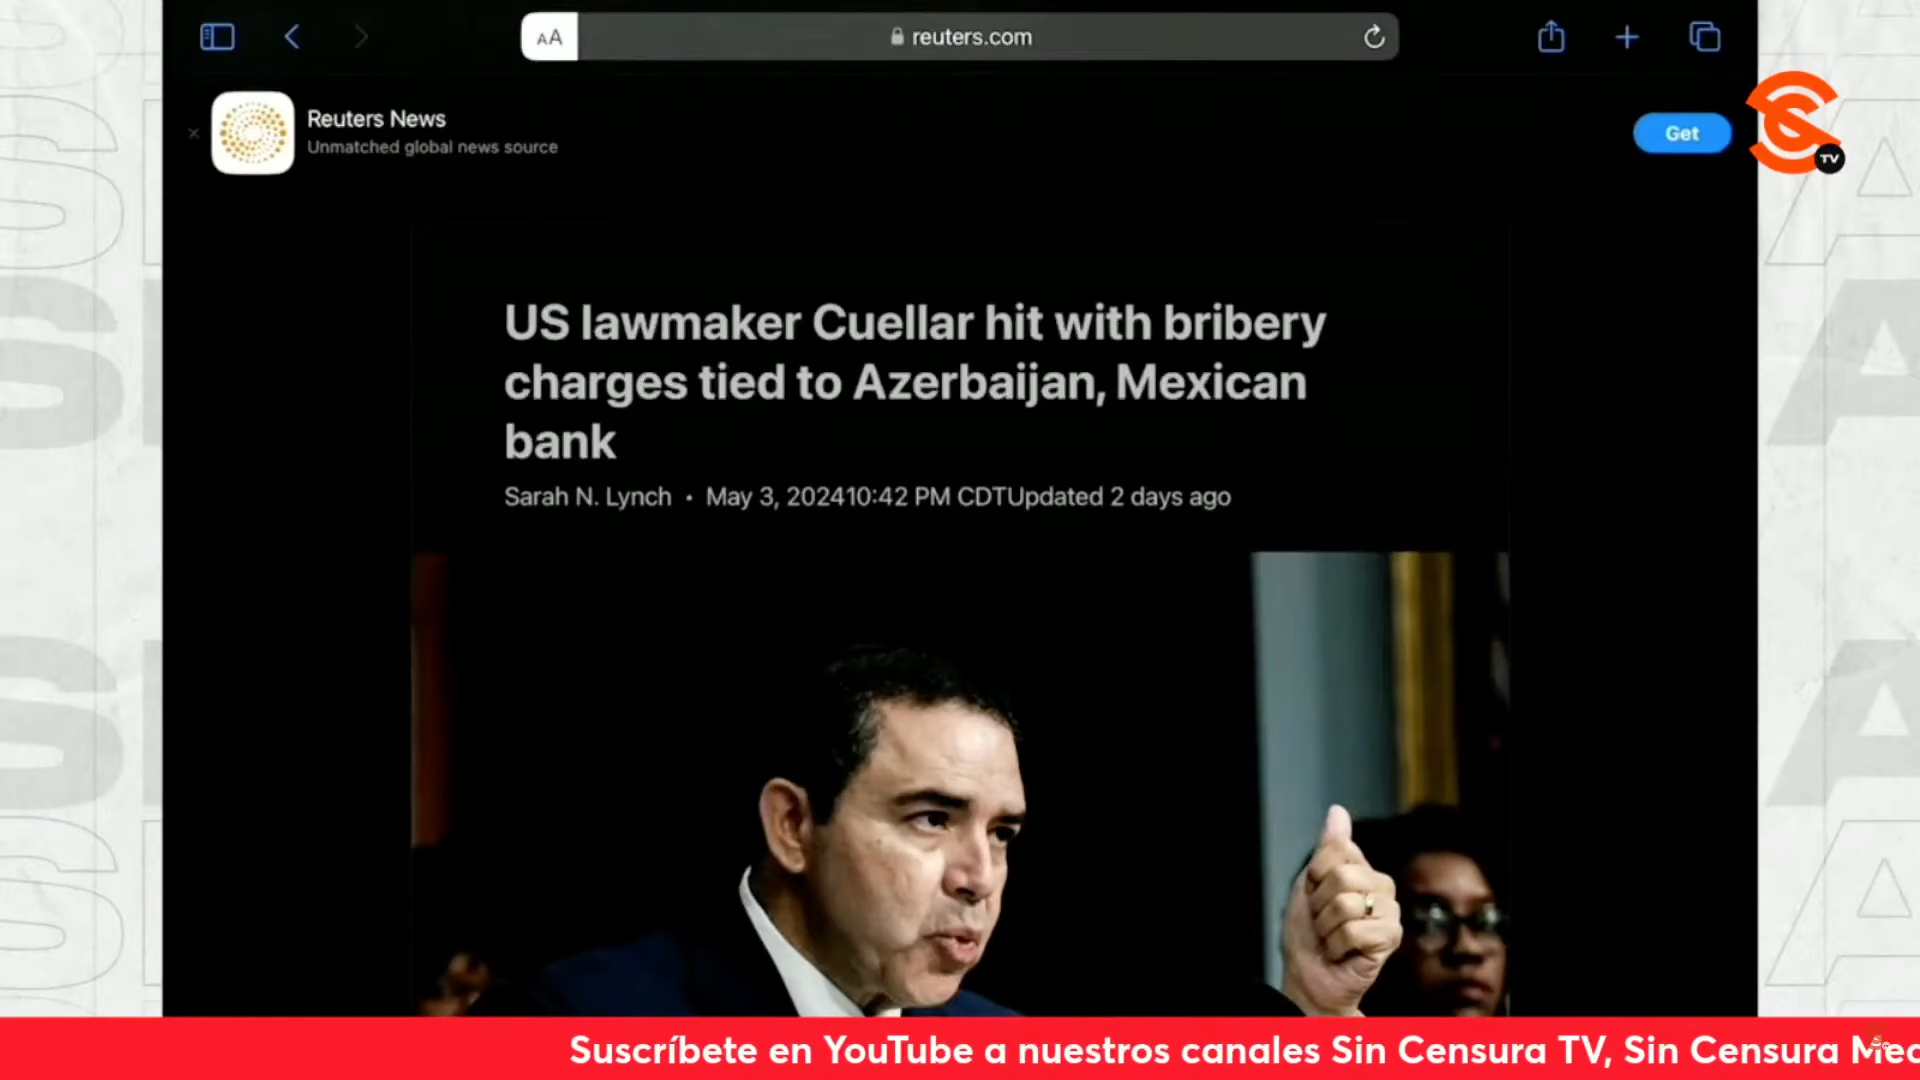 AA
reuters.com
Reuters News
Unmatched global news source
Get
TV
US lawmaker Cuellar hit with bribery
charges tied to Azerbaijan, Mexican
bank
Sarah N. Lynch • May 3, 202410:42 PM CDTUpdated 2 days ago
Suscríbete en YouTube a nuestros canales Sin Censura TV, Sin Censura